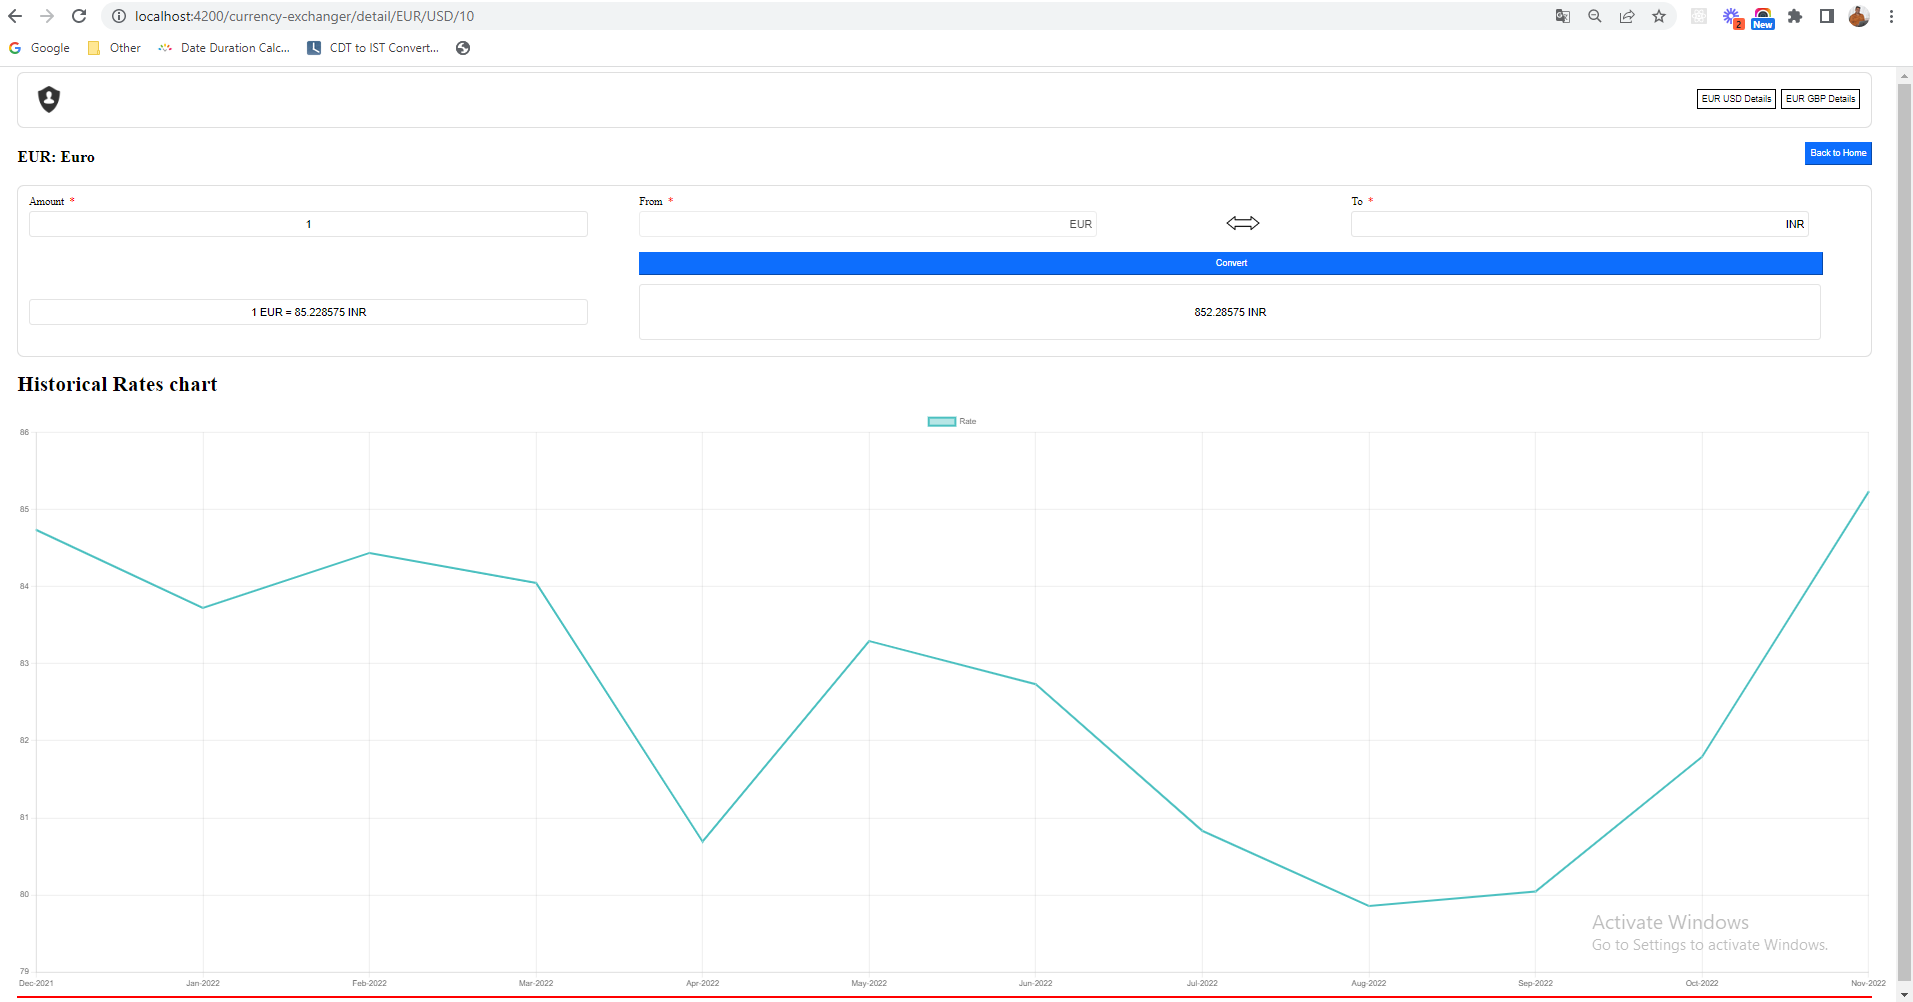 localhost:4200/currency-exchanger/detail/EUR/USD/10
2
New
Google Other Date Duration Calc... CDT to IST Convert...
EUR USD Details EUR GBP Details
EUR: Euro
Back to Home
Amount * From * To *
1 EUR INR
Convert
1 EUR = 85.228575 INR 852.28575 INR
Historical Rates chart
Rate
86
85
84
83
82
81
80
79
Activate Windows
Go to Settings to activate Windows.
Dec-2021 Jan-2022 Feb-2022 Mar-2022 Apr-2022 May-2022 Jun-2022 Jul-2022 Aug-2022 Sep-2022 Oct-2022 Nov-2022